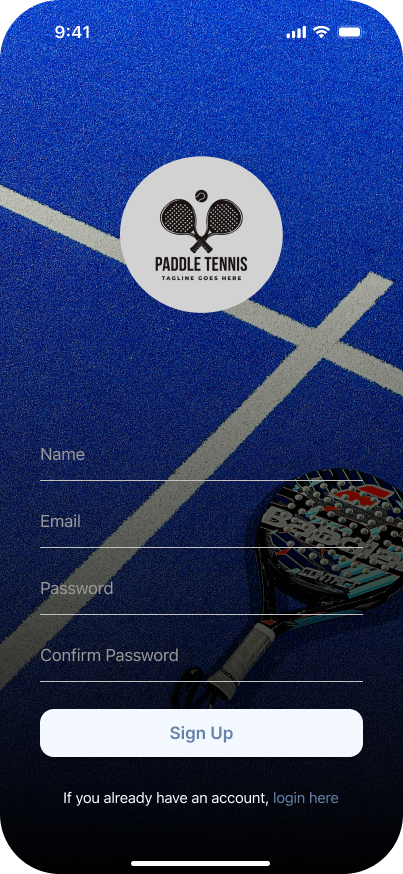 9:41
PADDLE TENNIS
TAGLINE GOES HERE
Name
Email
Password
Confirm Password
Sign Up
If you already have an account, login here